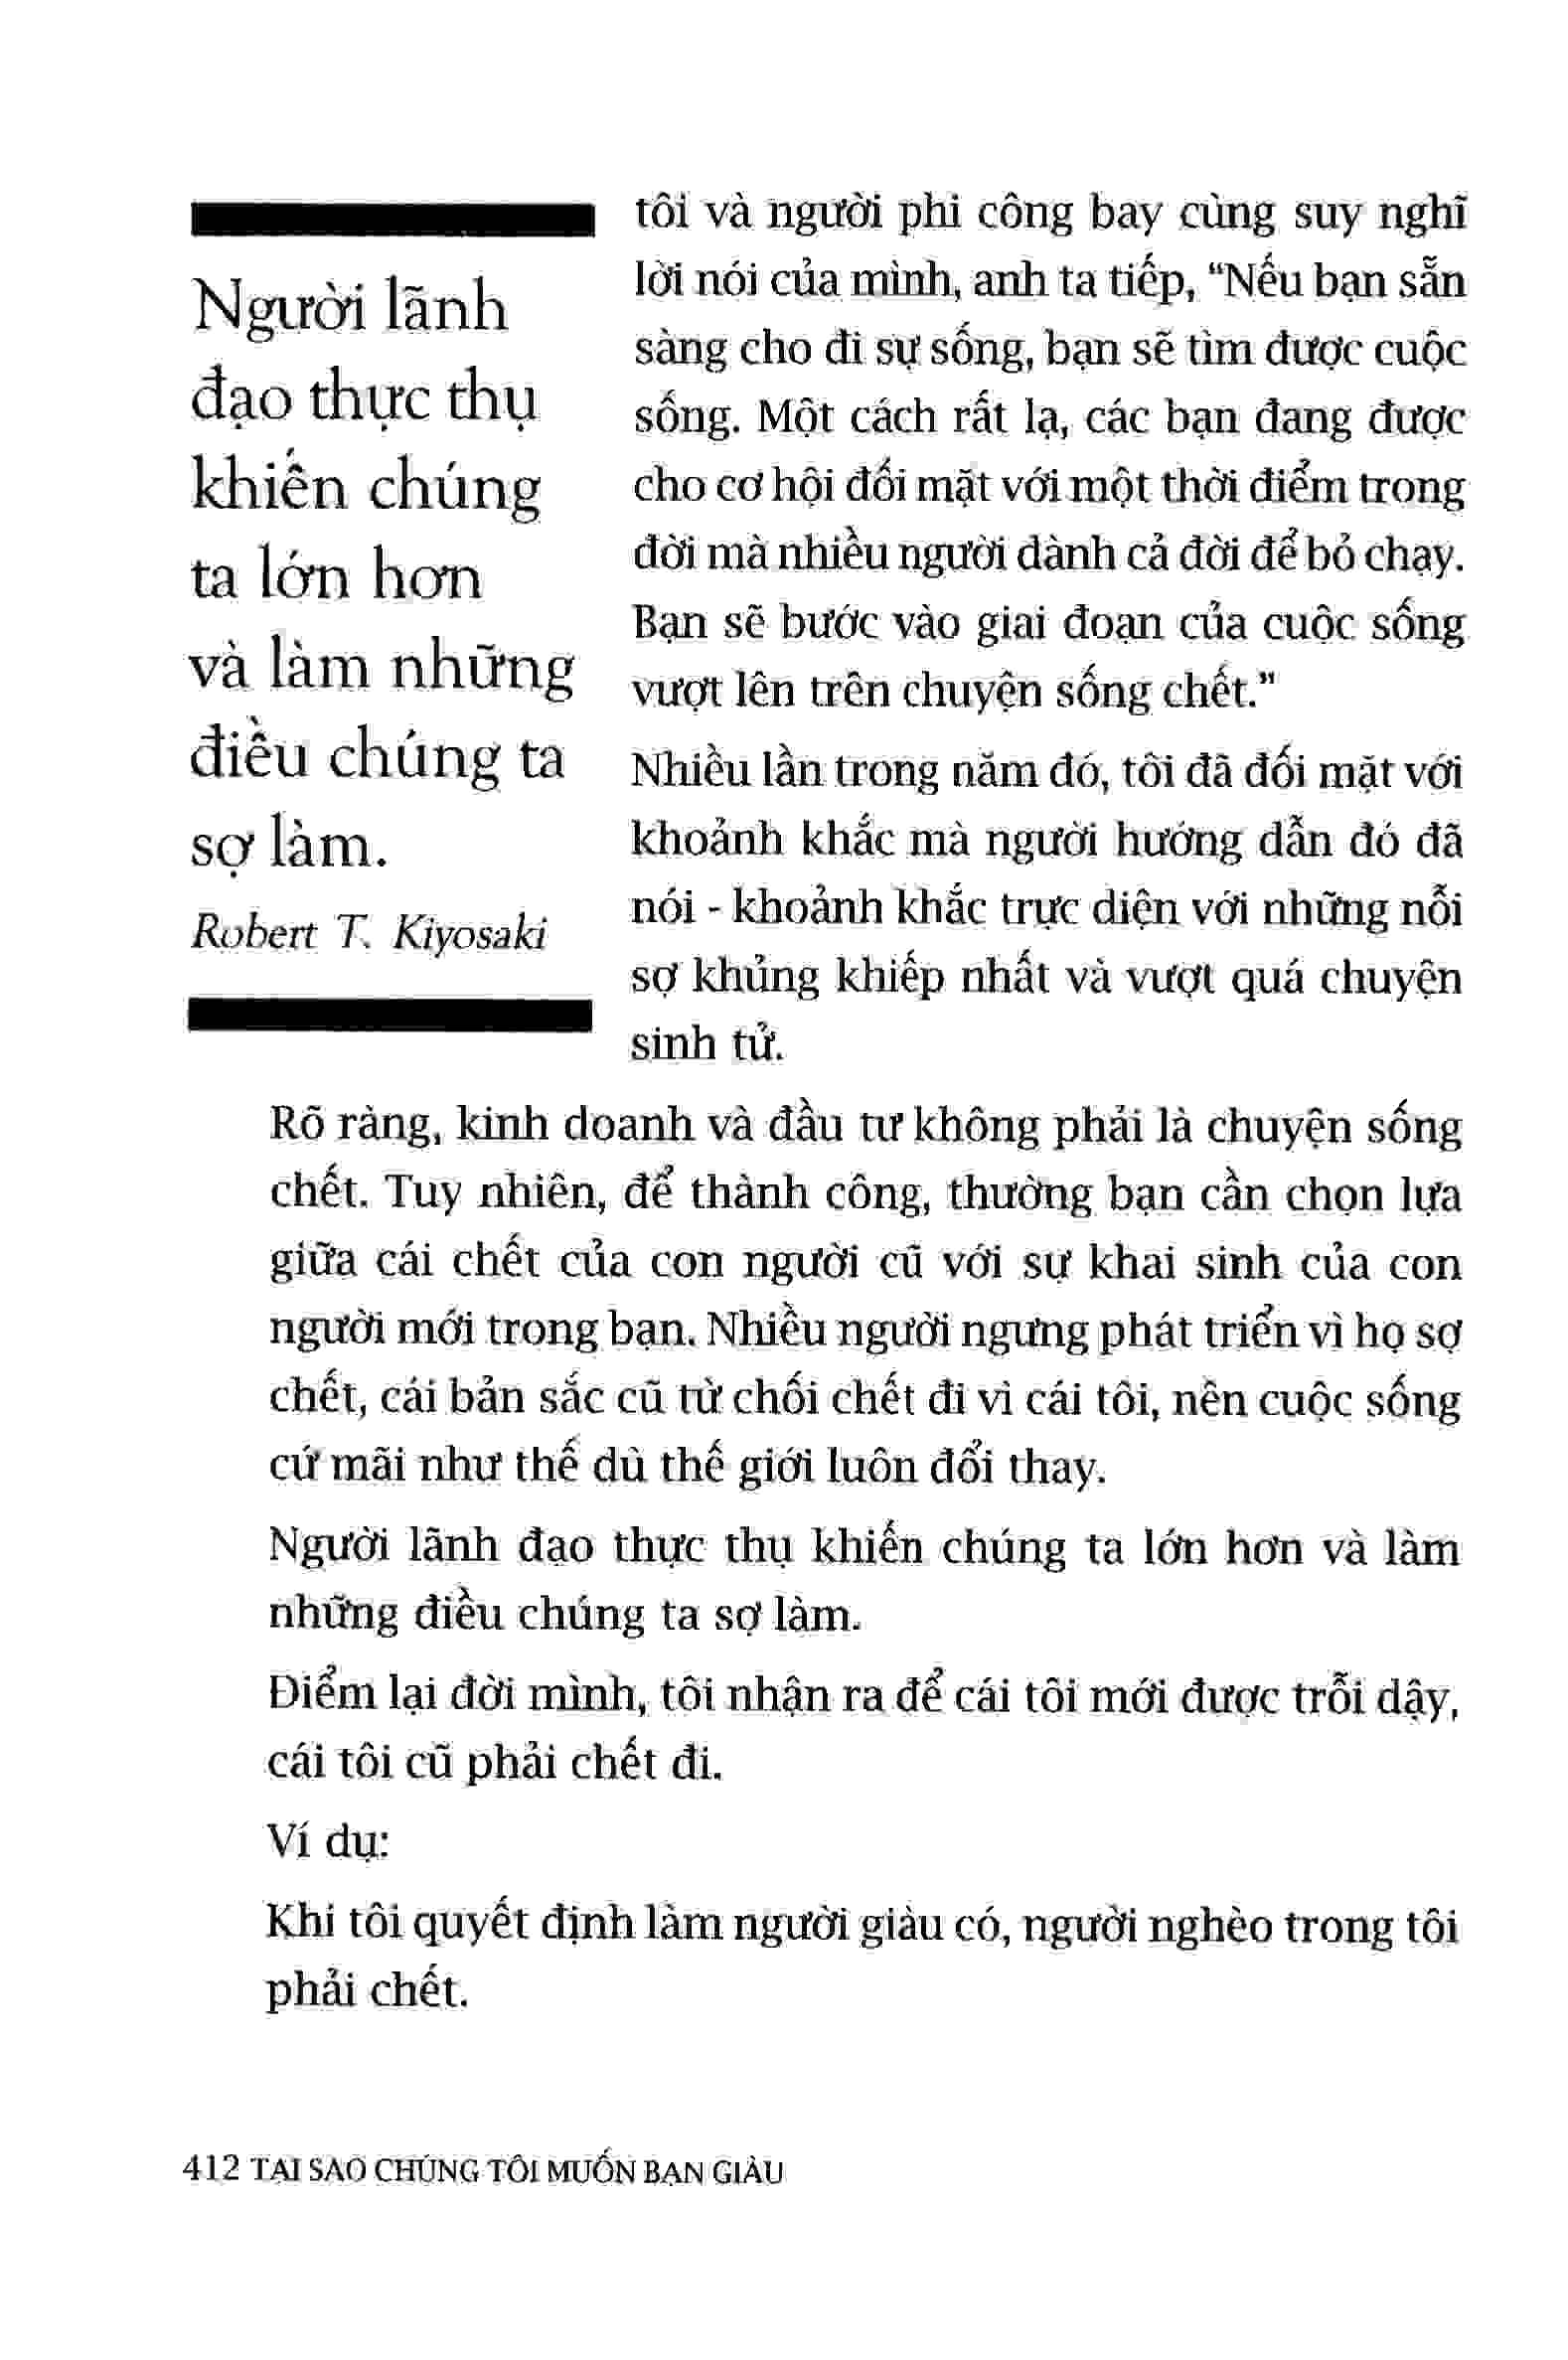 Người lãnh
đạo thực thụ
khiến chúng
ta lớn hơn
và làm những
điều chúng ta
sợ làm.
Robert T. Kiyosaki
tôi và người phi công bay cùng suy nghĩ
lời nói của mình, anh ta tiếp, “Nếu bạn sẵn
sàng cho đi sự sống, bạn sẽ tìm được cuộc
sống. Một cách rất lạ, các bạn đang được
cho cơ hội đối mặt với một thời điểm trong
đời mà nhiều người dành cả đời để bỏ chạy.
Bạn sẽ bước vào giai đoạn của cuộc sống
vượt lên trên chuyện sống chết.”
Nhiều lần trong năm đó, tôi đã đối mặt với
khoảnh khắc mà người hướng dẫn đó đã
nói - khoảnh khắc trực diện với những nỗi
sợ khủng khiếp nhất và vượt quá chuyện
sinh tử.
Rõ ràng, kinh doanh và đầu tư không phải là chuyện sống
chết. Tuy nhiên, để thành công, thường bạn cần chọn lựa
giữa cái chết của con người cũ với sự khai sinh của con
người mới trong bạn. Nhiều người ngưng phát triển vì họ sợ
chết, cái bản sắc cũ từ chối chết đi vì cái tôi, nên cuộc sống
cứ mãi như thế dù thế giới luôn đổi thay.
Người lãnh đạo thực thụ khiến chúng ta lớn hơn và làm
những điều chúng ta sợ làm.
Điểm lại đời mình, tôi nhận ra để cái tôi mới được trỗi dậy,
cái tôi cũ phải chết đi.
Ví dụ:
Khi tôi quyết định làm người giàu có, người nghèo trong tôi
phải chết.
412 TẠI SAO CHÚNG TÔI MUỐN BẠN GIÀU